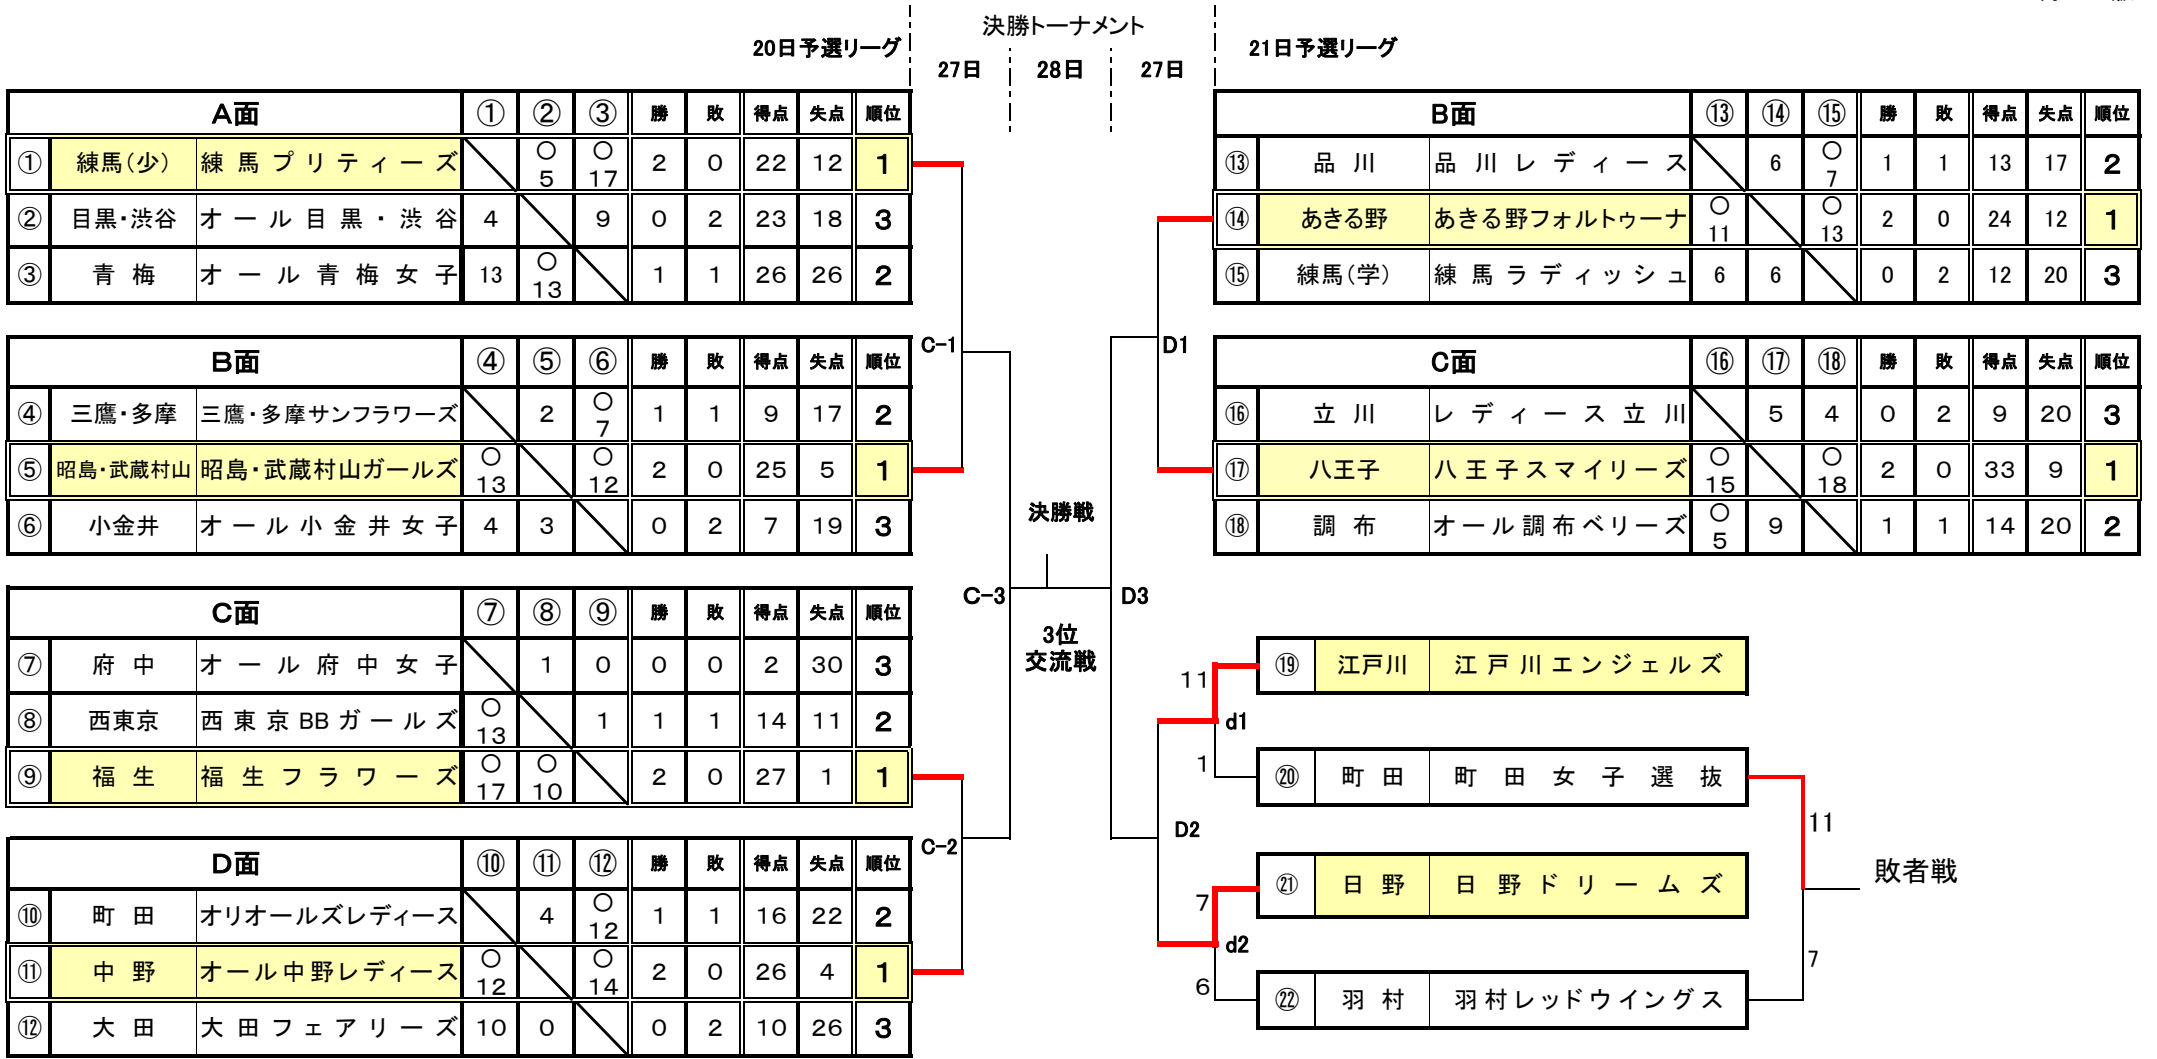 決勝トーナメント
20日予選リーグ 21日予選リーグ
27日 28日 27日
A面 ① ② ③ 勝 敗 得点 失点 順位
① 練馬(少) 練馬プリティーズ ○5 ○17 2 0 22 12 1
② 目黒・渋谷 オール目黒・渋谷 4 9 0 2 23 18 3
③ 青梅 オール青梅女子 13 ○13 1 1 26 26 2
B面 ④ ⑤ ⑥ 勝 敗 得点 失点 順位
④ 三鷹・多摩 三鷹・多摩サンフラワーズ 2 ○7 1 1 9 17 2
⑤ 昭島・武蔵村山 昭島・武蔵村山ガールズ ○13 ○12 2 0 25 5 1
⑥ 小金井 オール小金井女子 4 3 0 2 7 19 3
C面 ⑦ ⑧ ⑨ 勝 敗 得点 失点 順位
⑦ 府中 オール府中女子 1 0 0 0 2 30 3
⑧ 西東京 西東京BBガールズ ○13 1 1 1 14 11 2
⑨ 福生 福生フラワーズ ○17 ○10 2 0 27 1 1
D面 ⑩ ⑪ ⑫ 勝 敗 得点 失点 順位
⑩ 町田 オリオールズレディース 4 ○12 1 1 16 22 2
⑪ 中野 オール中野レディース ○12 ○14 2 0 26 4 1
⑫ 大田 大田フェアリーズ 10 0 0 2 10 26 3
C-1
C-3
C-2
決勝戦
3位
交流戦
D1
D3
D2
B面 ⑬ ⑭ ⑮ 勝 敗 得点 失点 順位
⑬ 品川 品川レディース 6 ○7 1 1 13 17 2
⑭ あきる野 あきる野フォルトゥーナ ○11 ○13 2 0 24 12 1
⑮ 練馬(学) 練馬ラディッシュ 6 6 0 2 12 20 3
C面 ⑯ ⑰ ⑱ 勝 敗 得点 失点 順位
⑯ 立川 レディース立川 5 4 0 2 9 20 3
⑰ 八王子 八王子スマイリーズ ○15 ○18 2 0 33 9 1
⑱ 調布 オール調布ベリーズ ○5 9 1 1 14 20 2
11 ⑲ 江戸川 江戸川エンジェルズ
d1
1 ⑳ 町田 町田女子選抜
11
敗者戦
7 ㉑ 日野 日野ドリームズ
d2
7
6 ㉒ 羽村 羽村レッドウイングス